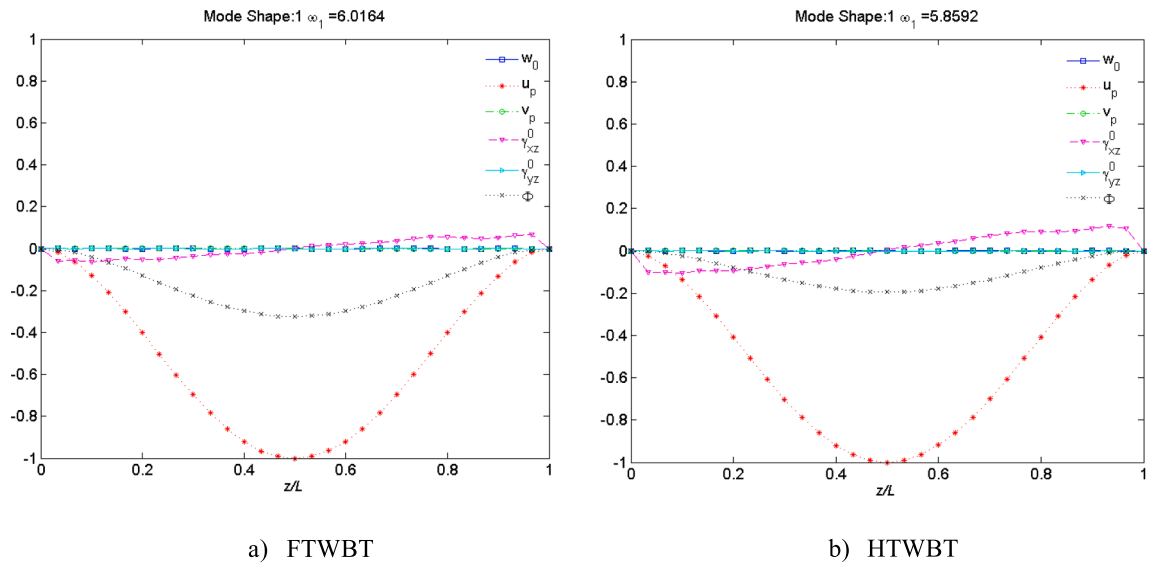 Mode Shape:1 ω₁ =6.0164
1
0.8
0.6
0.4
0.2
0
-0.2
-0.4
-0.6
-0.8
-1
w₀
uₚ
vₚ
γ⁰xz
γ⁰yz
Φ
0 0.2 0.4 0.6 0.8 1
z/L
a) FTWBT
Mode Shape:1 ω₁ =5.8592
1
0.8
0.6
0.4
0.2
0
-0.2
-0.4
-0.6
-0.8
-1
w₀
uₚ
vₚ
γ⁰xz
γ⁰yz
Φ
0 0.2 0.4 0.6 0.8 1
z/L
b) HTWBT